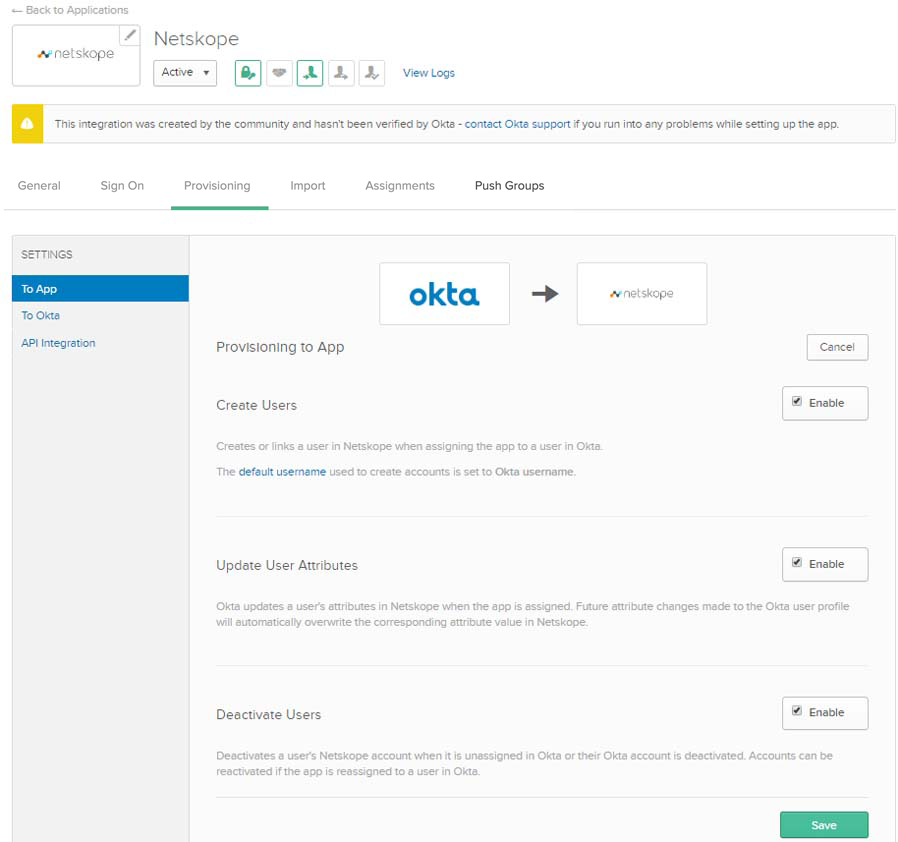 ← Back to Applications
netskope
Netskope
Active ▾
View Logs
This integration was created by the community and hasn't been verified by Okta - contact Okta support if you run into any problems while setting up the app.
General Sign On Provisioning Import Assignments Push Groups
SETTINGS
To App
To Okta
API Integration
okta → netskope
Provisioning to App
Cancel
Create Users
Enable
Creates or links a user in Netskope when assigning the app to a user in Okta.
The default username used to create accounts is set to Okta username.
Update User Attributes
Enable
Okta updates a user's attributes in Netskope when the app is assigned. Future attribute changes made to the Okta user profile
will automatically overwrite the corresponding attribute value in Netskope.
Deactivate Users
Enable
Deactivates a user's Netskope account when it is unassigned in Okta or their Okta account is deactivated. Accounts can be
reactivated if the app is reassigned to a user in Okta.
Save